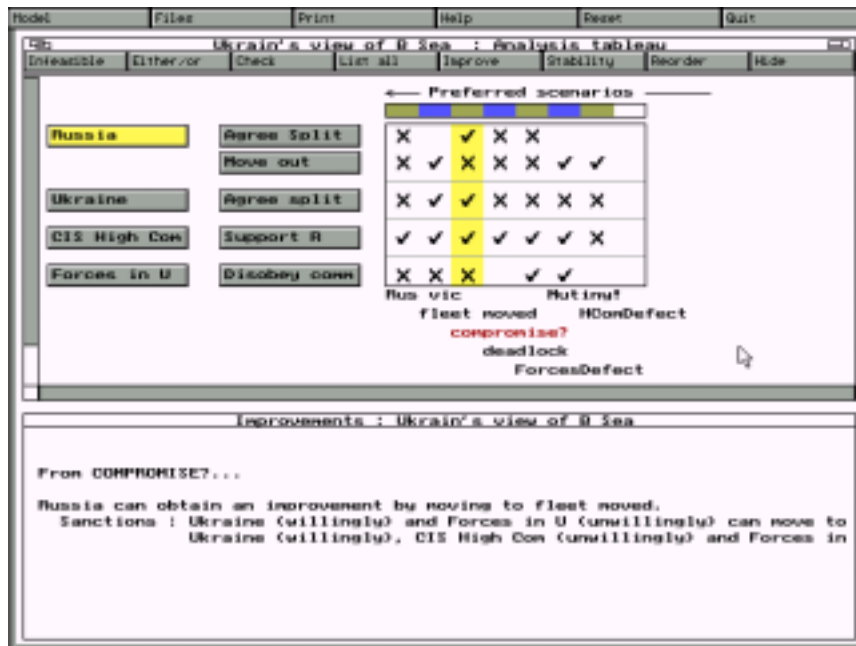 Model Files Print Help Reset Quit
Ukrain's view of B Sea : Analysis tableau
Infeasible Either/or Check List all Improve Stability Reorder Hide
<— Preferred scenarios —
Russia Agree Split
Move out
Ukraine Agree split
CIS High Com Support R
Forces in U Disobey comm
Rus vic Mutiny!
fleet moved HComDefect
compromise?
deadlock
ForcesDefect
Improvements : Ukrain's view of B Sea
From COMPROMISE?...
Russia can obtain an improvement by moving to fleet moved.
Sanctions : Ukraine (willingly) and Forces in U (unwillingly) can move to
Ukraine (willingly), CIS High Com (unwillingly) and Forces in